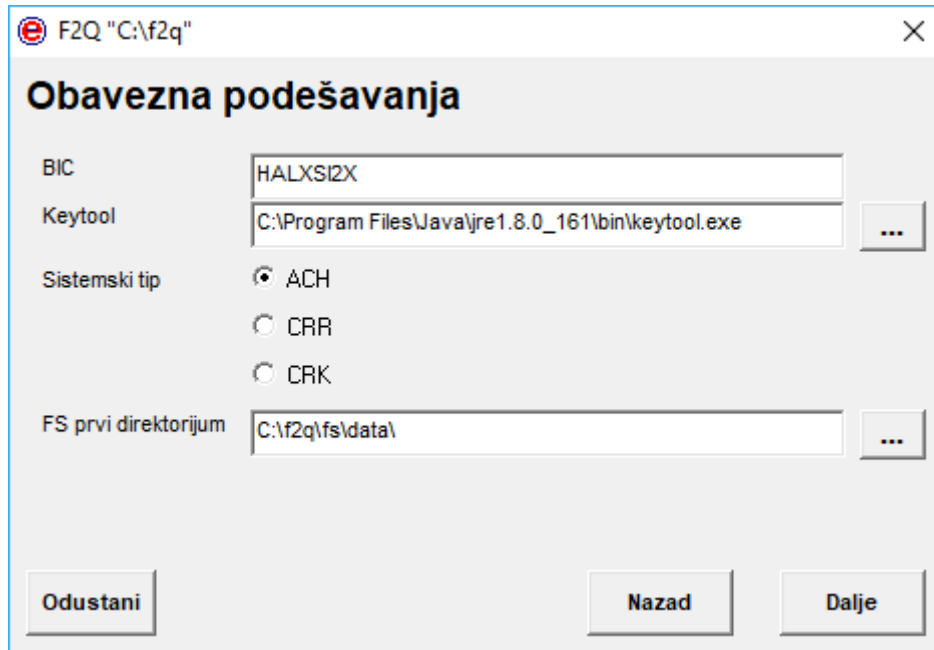 F2Q "C:\f2q"
Obavezna podešavanja
BIC HALXSI2X
Keytool C:\Program Files\Java\jre1.8.0_161\bin\keytool.exe ...
Sistemski tip ACH
CRR
CRK
FS prvi direktorijum C:\f2q\fs\data\ ...
Odustani Nazad Dalje